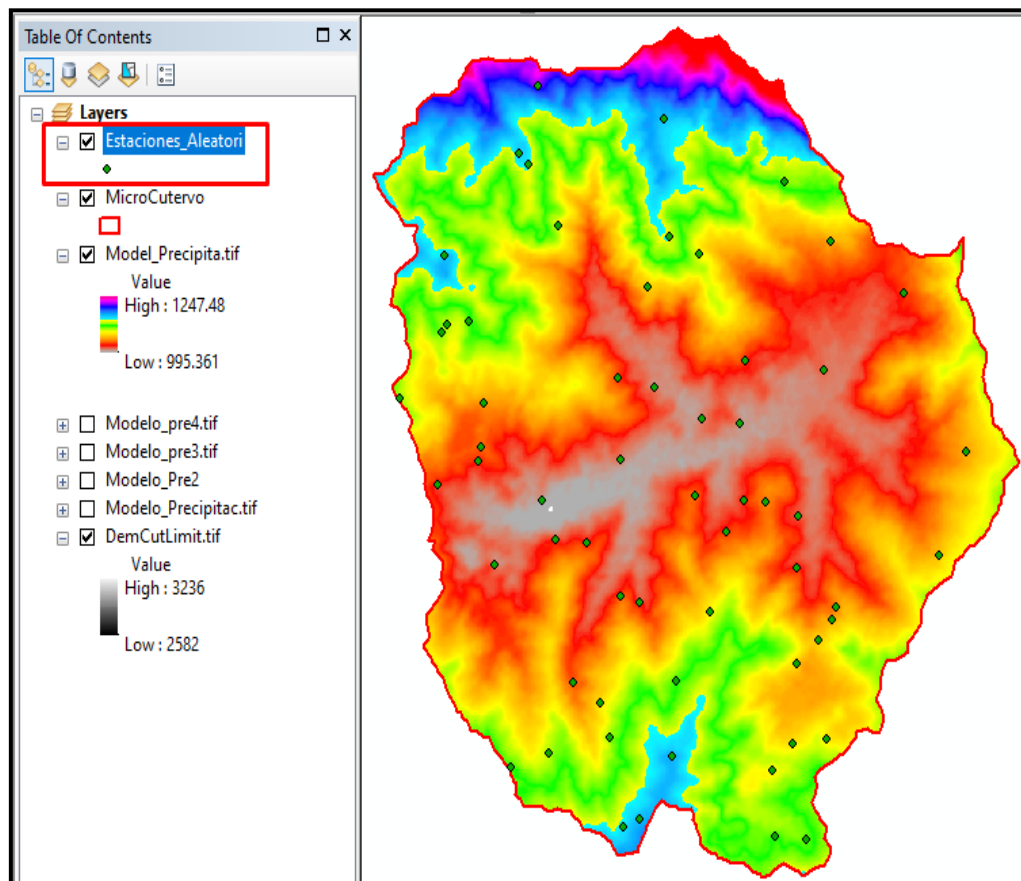 Table Of Contents
Layers
Estaciones_Aleatori
MicroCutervo
Model_Precipita.tif
Value
High : 1247.48
Low : 995.361
Modelo_pre4.tif
Modelo_pre3.tif
Modelo_Pre2
Modelo_Precipitac.tif
DemCutLimit.tif
Value
High : 3236
Low : 2582